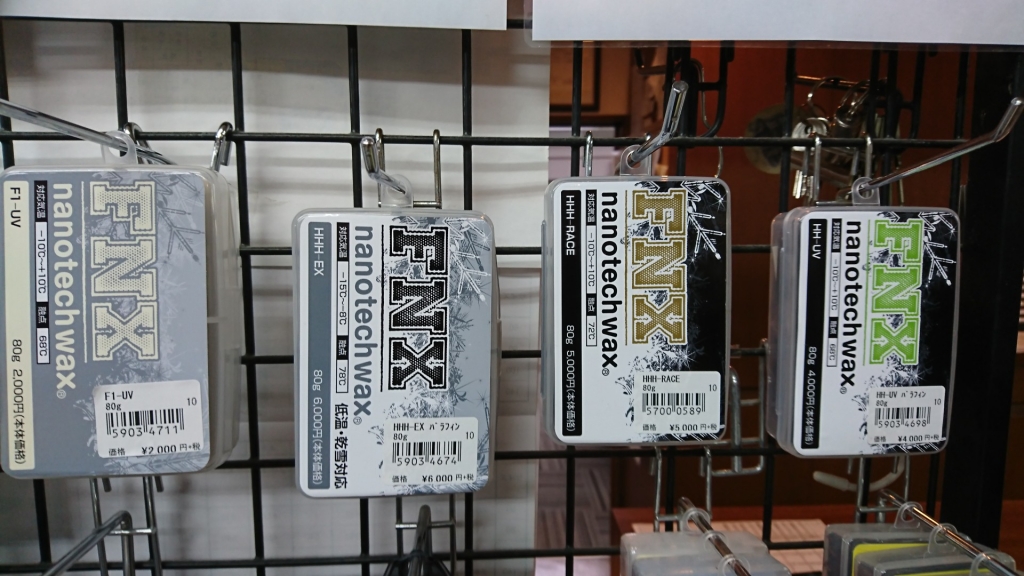 FNX
nanotechwax®
対応気温 -10℃~+10℃ 融点 68℃
F1-UV
80g 2,000円(本体価格)
F1-UV
80g 10
5903 4711
価格 ¥2,000 円+税
FNX
nanotechwax®
低温・乾雪対応
対応気温 -15℃~-8℃ 融点 78℃
HHH-EX
80g 6,000円(本体価格)
HHH-EX パラフィン
80g 10
5903 4674
価格 ¥6,000 円+税
FNX
nanotechwax®
対応気温 -10℃~+10℃ 融点 72℃
HHH-RACE
80g 5,000円(本体価格)
HHH-RACE
80g 10
5700 0589
価格 ¥5,000 円+税
FNX
nanotechwax®
対応気温 -10℃~+10℃ 融点
HH-UV
80g 4,000円(本体価格)
HH-UV パラフィン
80g 10
5903 4698
価格 ¥4,000 円+税